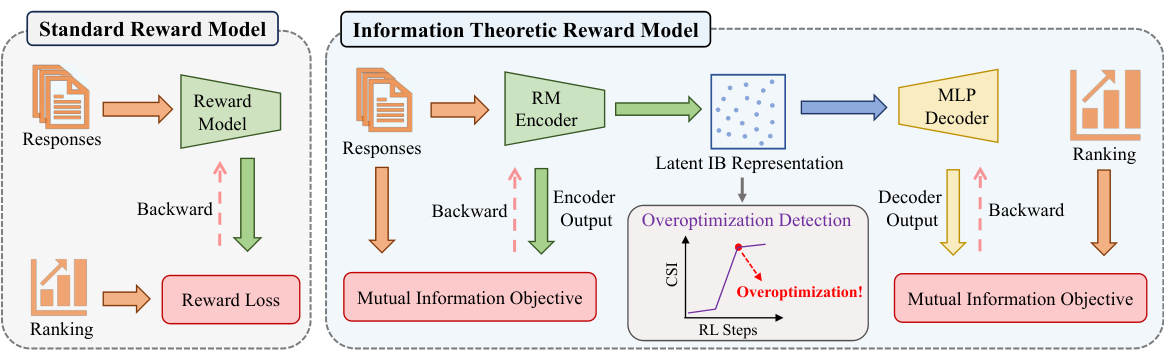 Standard Reward Model
Responses
Reward
Model
Backward
Ranking
Reward Loss
Information Theoretic Reward Model
Responses
RM
Encoder
Latent IB Representation
MLP
Decoder
Ranking
Backward
Encoder
Output
Mutual Information Objective
Overoptimization Detection
CSI
Overoptimization!
RL Steps
Decoder
Output
Backward
Mutual Information Objective